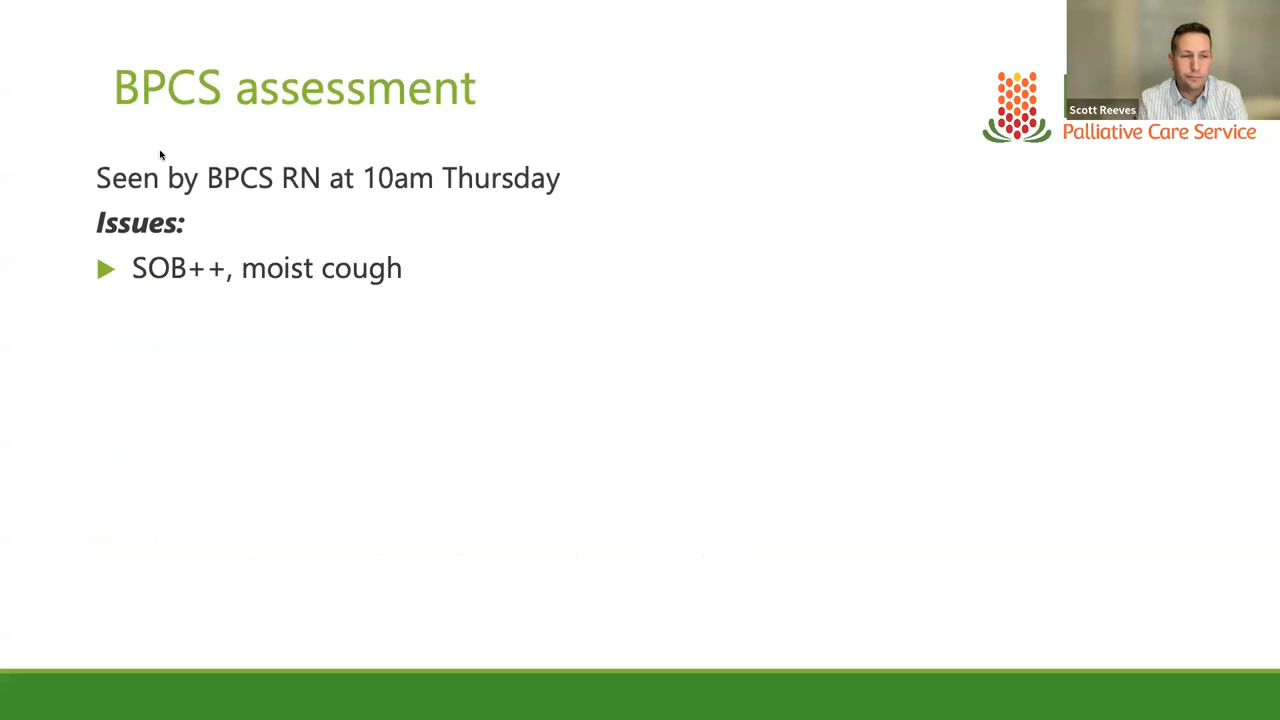 BPCS assessment
Scott Reeves
Palliative Care Service
Seen by BPCS RN at 10am Thursday
Issues:
SOB++, moist cough